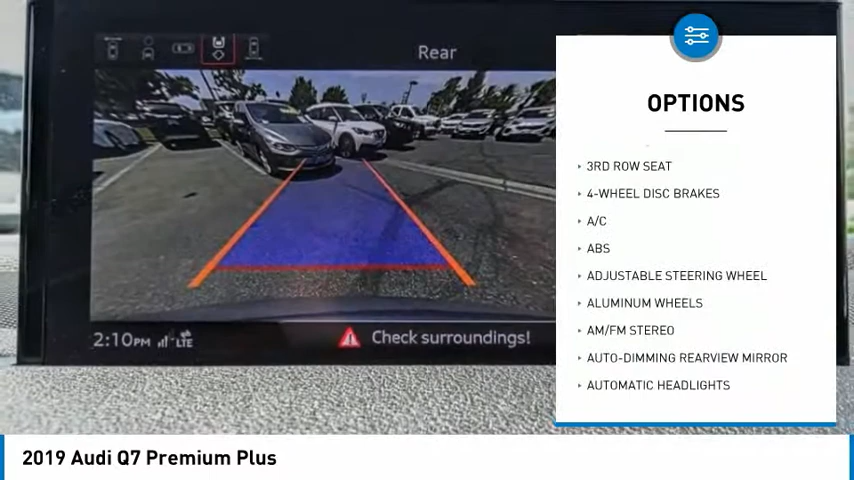 Rear
2:10PM LTE
Check surroundings!
OPTIONS
3RD ROW SEAT
4-WHEEL DISC BRAKES
A/C
ABS
ADJUSTABLE STEERING WHEEL
ALUMINUM WHEELS
AM/FM STEREO
AUTO-DIMMING REARVIEW MIRROR
AUTOMATIC HEADLIGHTS
2019 Audi Q7 Premium Plus